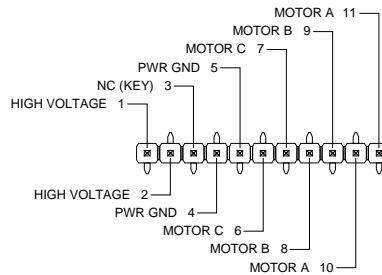 MOTOR A 11
MOTOR B 9
MOTOR C 7
PWR GND 5
NC (KEY) 3
HIGH VOLTAGE 1
HIGH VOLTAGE 2
PWR GND 4
MOTOR C 6
MOTOR B 8
MOTOR A 10